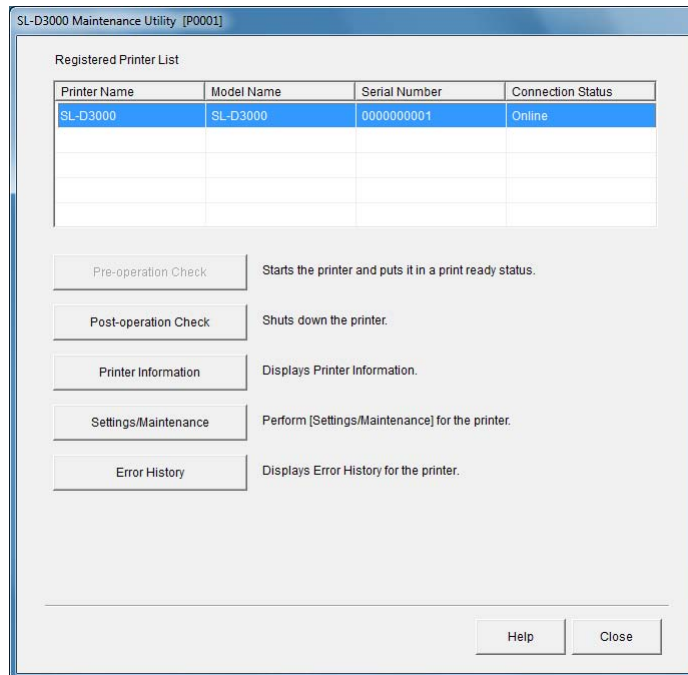 SL-D3000 Maintenance Utility [P0001]
Registered Printer List
Printer Name Model Name Serial Number Connection Status
SL-D3000 SL-D3000 0000000001 Online
Pre-operation Check Starts the printer and puts it in a print ready status.
Post-operation Check Shuts down the printer.
Printer Information Displays Printer Information.
Settings/Maintenance Perform [Settings/Maintenance] for the printer.
Error History Displays Error History for the printer.
Help Close